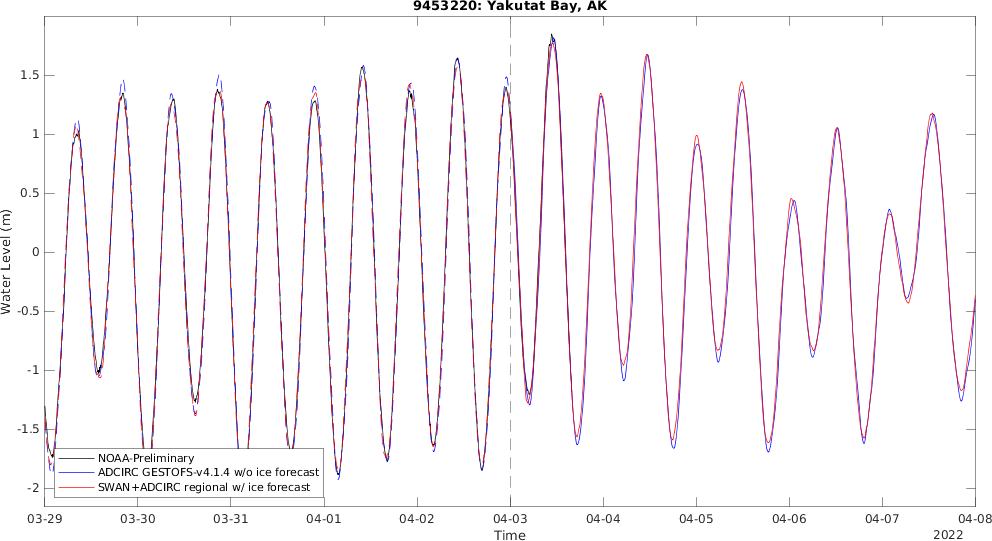 9453220: Yakutat Bay, AK
Water Level (m)
1.5
1
0.5
0
-0.5
-1
-1.5
-2
NOAA-Preliminary
ADCIRC GESTOFS-v4.1.4 w/o ice forecast
SWAN+ADCIRC regional w/ ice forecast
03-29 03-30 03-31 04-01 04-02 04-03 04-04 04-05 04-06 04-07 04-08
Time
2022